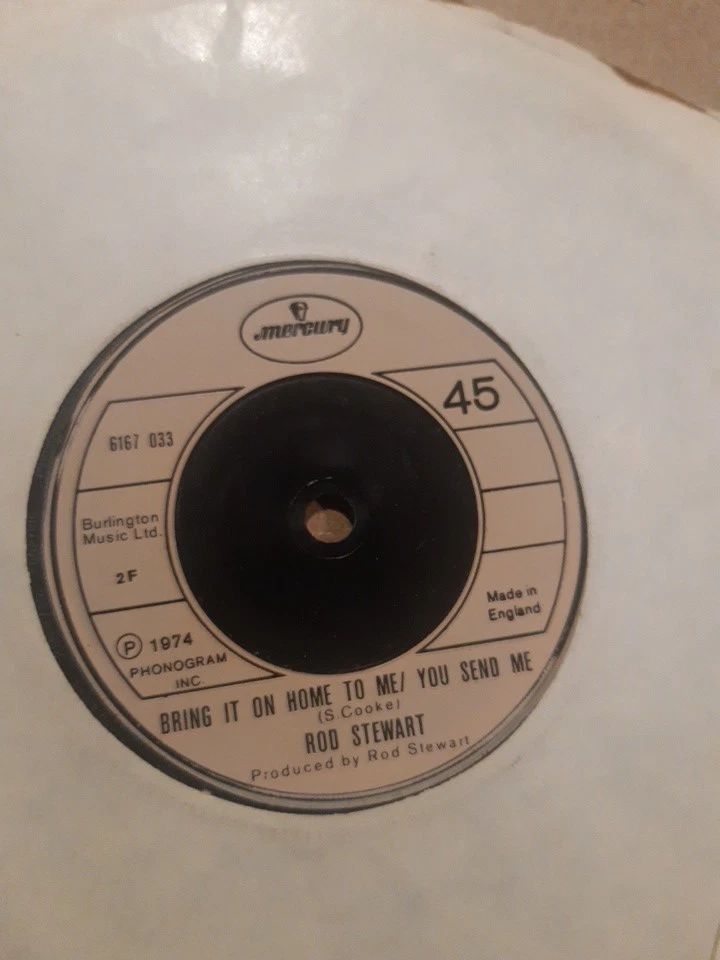 mercury
45
6167 033
Burlington
Music Ltd.
2F
Ⓟ 1974
PHONOGRAM
INC.
Made in
England
BRING IT ON HOME TO ME/ YOU SEND ME
(S.Cooke)
ROD STEWART
Produced by Rod Stewart